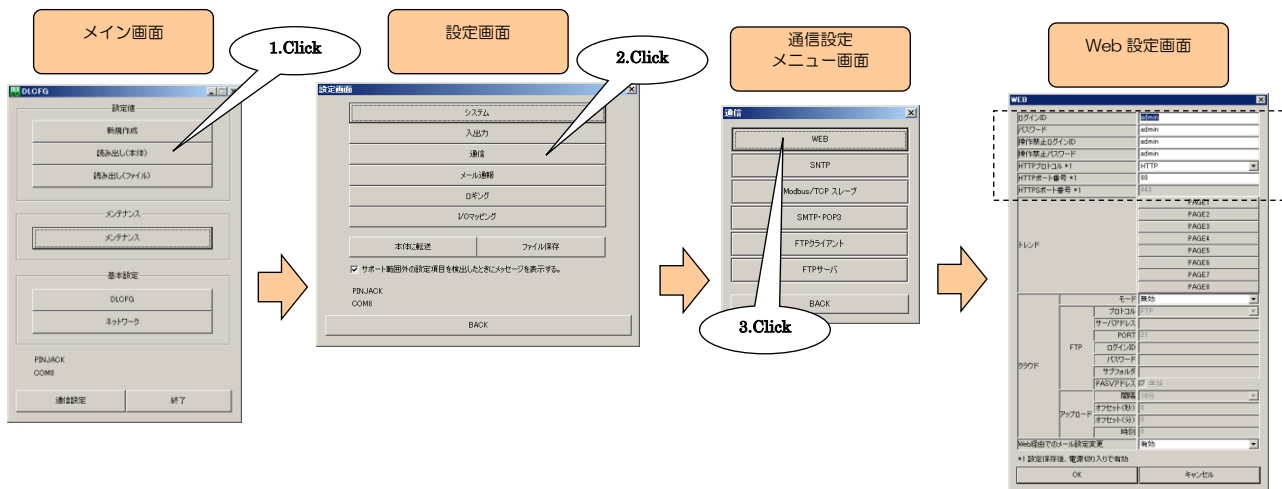 メイン画面
1.Click
DLCFG
設定値
新規作成
読み出し(本体)
読み出し(ファイル)
メンテナンス
メンテナンス
基本設定
DLCFG
ネットワーク
PINJACK
COM8
通信設定
終了
設定画面
2.Click
設定画面
システム
入出力
通信
メール通報
ロギング
I/Oマッピング
本体に転送
ファイル保存
サポート範囲外の設定項目を検出したときにメッセージを表示する。
PINJACK
COM8
BACK
通信設定
メニュー画面
通信
WEB
SNTP
Modbus/TCP スレーブ
SMTP・POP3
FTPクライアント
FTPサーバ
BACK
3.Click
Web 設定画面
WEB
ログインID admin
パスワード admin
操作禁止ログインID admin
操作禁止パスワード admin
HTTPプロトコル *1 HTTP
HTTPポート番号 *1 80
HTTPSポート番号 *1 443
トレンド
PAGE1
PAGE2
PAGE3
PAGE4
PAGE5
PAGE6
PAGE7
PAGE8
クラウド
モード 無効
FTP
プロトコル FTP
サーバアドレス
PORT 21
ログインID
パスワード
サブフォルダ
PASVアドレス 無視
アップロード
間隔 10分
オフセット(秒) 0
オフセット(分) 0
時刻 0
Web経由でのメール設定変更 有効
*1 設定保存後、電源切り入りで有効
OK
キャンセル